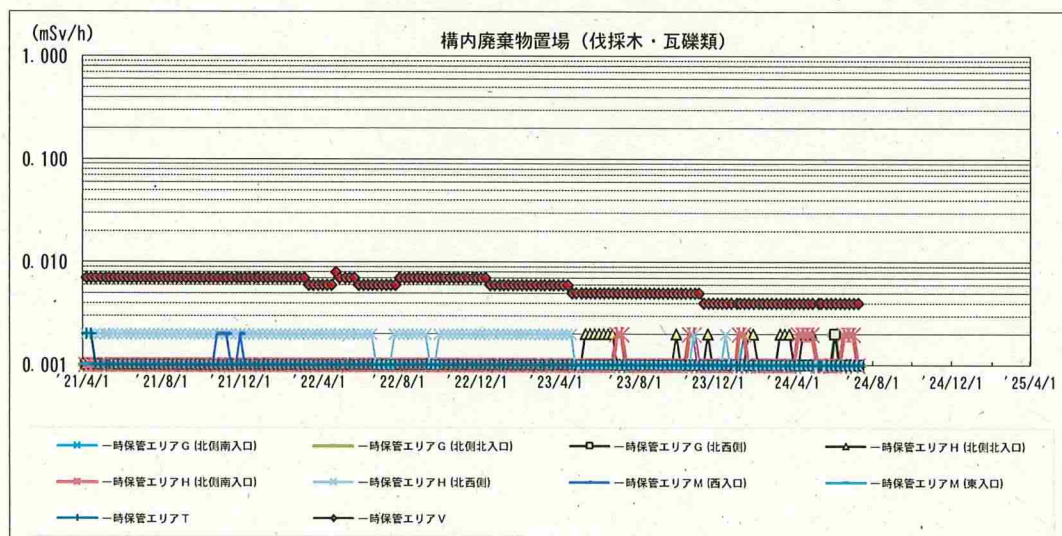 (mSv/h)
構内廃棄物置場（伐採木・瓦礫類）
1.000
0.100
0.010
0.001
'21/4/1 '21/8/1 '21/12/1 '22/4/1 '22/8/1 '22/12/1 '23/4/1 '23/8/1 '23/12/1 '24/4/1 '24/8/1 '24/12/1 '25/4/1
一時保管エリアG (北側南入口) 一時保管エリアG (北側北入口) 一時保管エリアG (北西側) 一時保管エリアH (北側北入口)
一時保管エリアH (北側南入口) 一時保管エリアH (北西側) 一時保管エリアM (西入口) 一時保管エリアM (東入口)
一時保管エリアT 一時保管エリアV